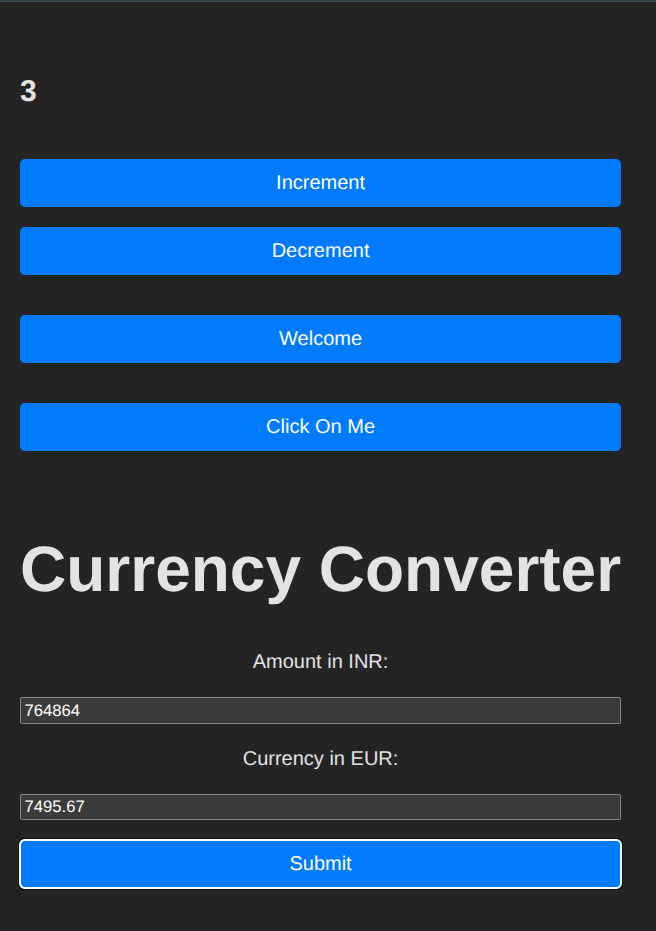 3
Increment
Decrement
Welcome
Click On Me
Currency Converter
Amount in INR:
764864
Currency in EUR:
7495.67
Submit